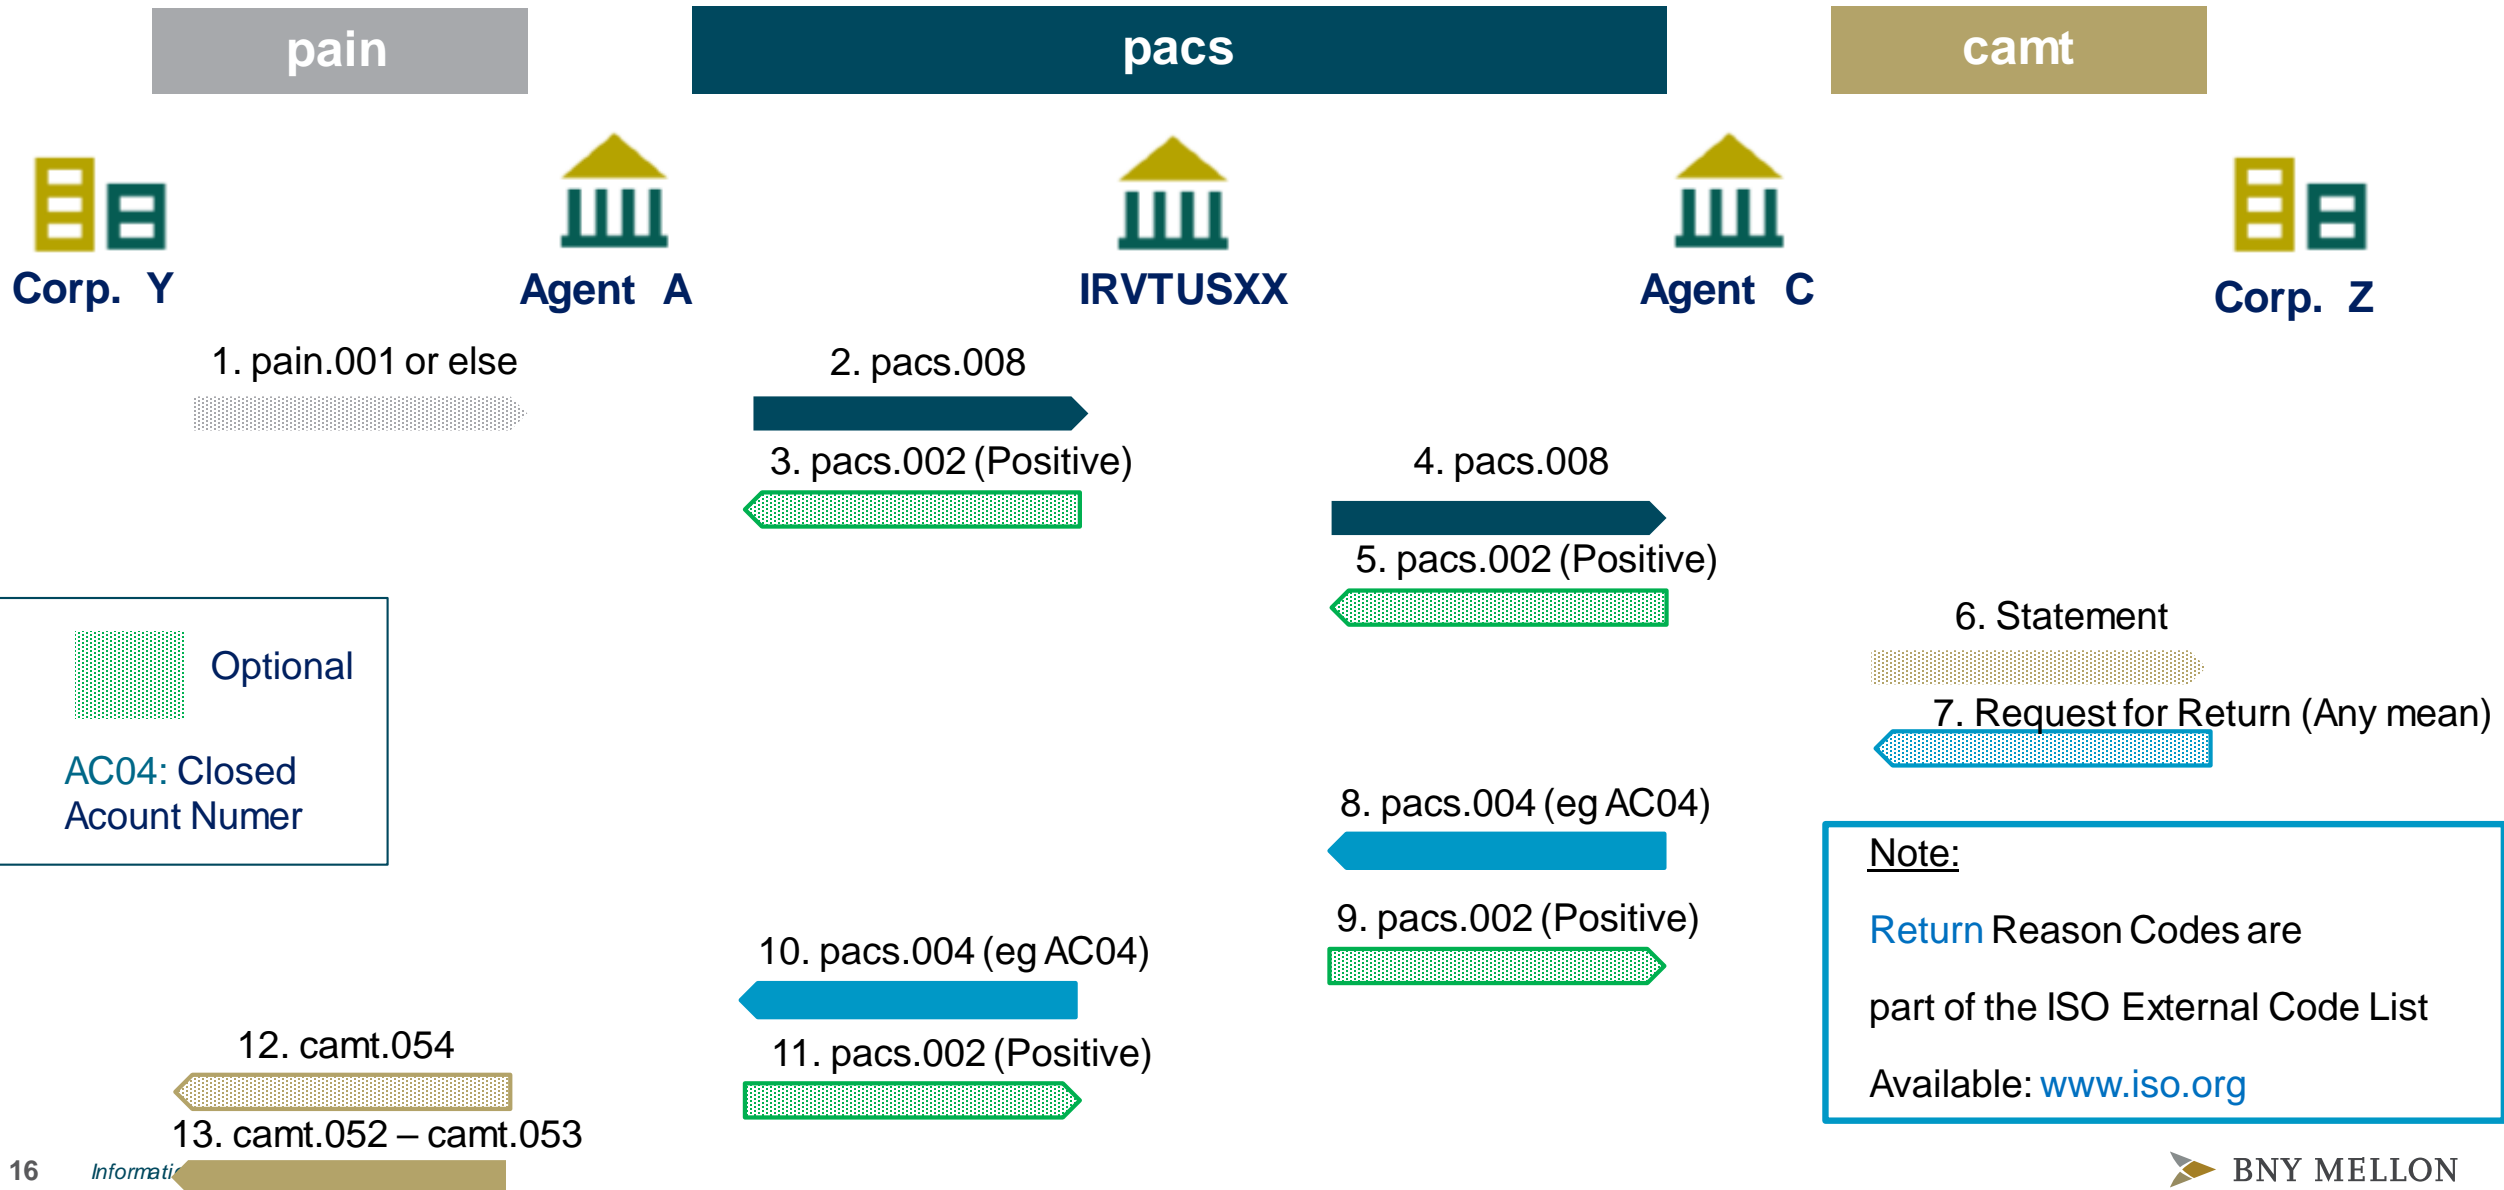 pain
pacs
camt
Corp. Y
Agent A
IRVTUSXX
Agent C
Corp. Z
1. pain.001 or else
2. pacs.008
3. pacs.002 (Positive)
4. pacs.008
5. pacs.002 (Positive)
6. Statement
7. Request for Return (Any mean)
Optional
AC04: Closed
Acount Numer
8. pacs.004 (eg AC04)
9. pacs.002 (Positive)
10. pacs.004 (eg AC04)
11. pacs.002 (Positive)
12. camt.054
13. camt.052 – camt.053
Note:
Return Reason Codes are
part of the ISO External Code List
Available: www.iso.org
16
BNY MELLON